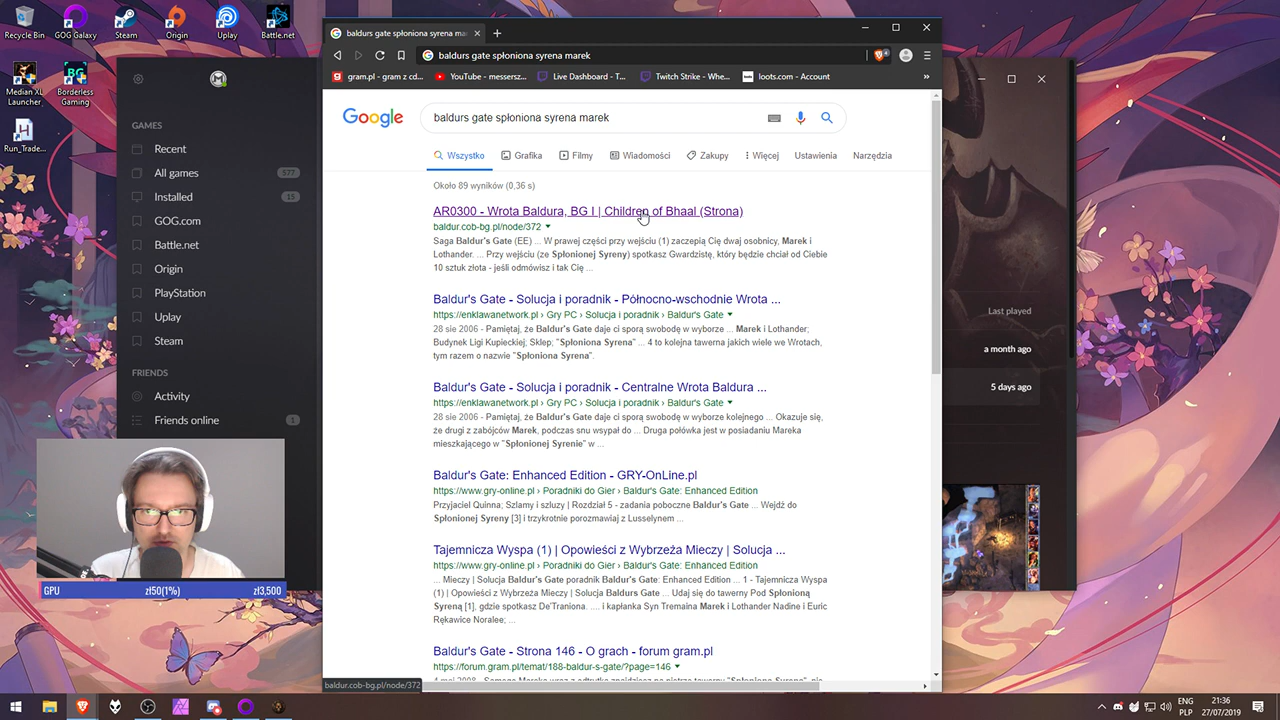 Recycle Bin
GOG Galaxy
Steam
Origin
Uplay
Battle.net
Median XL
Launcher
BG
Borderless
Gaming
Run_Trade...
GAMES
Recent
All games
577
Installed
15
GOG.com
Battle.net
Origin
PlayStation
Uplay
Steam
FRIENDS
Activity
Friends online
1
GPU
zł50(1%)
zł3,500
baldurs gate spłoniona syrena mar
baldurs gate spłoniona syrena marek
4
gram.pl - gram z cd...
YouTube - messersz...
Live Dashboard - T...
Twitch Strike - Whe...
loots.com - Account
»
Google
baldurs gate spłoniona syrena marek
Wszystko
Grafika
Filmy
Wiadomości
Zakupy
Więcej
Ustawienia
Narzędzia
Około 89 wyników (0,36 s)
AR0300 - Wrota Baldura, BG I | Children of Bhaal (Strona)
baldur.cob-bg.pl/node/372
Saga Baldur's Gate (EE) ... W prawej części przy wejściu (1) zaczepią Cię dwaj osobnicy, Marek i
Lothander. ... Przy wejściu (ze Spłonionej Syreny) spotkasz Gwardzistę, który będzie chciał od Ciebie
10 sztuk złota - jeśli odmówisz i tak Cię ...
Baldur's Gate - Solucja i poradnik - Północno-wschodnie Wrota ...
https://enklawanetwork.pl › Gry PC › Solucja i poradnik › Baldur's Gate
28 sie 2006 - Pamiętaj, że Baldur's Gate daje ci sporą swobodę w wyborze ... Marek i Lothander;
Budynek Ligi Kupieckiej; Sklep; "Spłoniona Syrena" ... 4 to kolejna tawerna jakich wiele we Wrotach,
tym razem o nazwie "Spłoniona Syrena".
Baldur's Gate - Solucja i poradnik - Centralne Wrota Baldura ...
https://enklawanetwork.pl › Gry PC › Solucja i poradnik › Baldur's Gate
28 sie 2006 - Pamiętaj, że Baldur's Gate daje ci sporą swobodę w wyborze kolejnego ... Okazuje się,
że drugi z zabójców Marek, podczas snu wsypał do ... Druga połówka jest w posiadaniu Mareka
mieszkającego w "Spłonionej Syrenie" w ...
Baldur's Gate: Enhanced Edition - GRY-OnLine.pl
https://www.gry-online.pl › Poradniki do Gier › Baldur's Gate: Enhanced Edition
Przyjaciel Quinna; Szlamy i szluzy | Rozdział 5 - zadania poboczne Baldur's Gate ... Wejdź do
Spłonionej Syreny [3] i trzykrotnie porozmawiaj z Lusselynem ...
Tajemnicza Wyspa (1) | Opowieści z Wybrzeża Mieczy | Solucja ...
https://www.gry-online.pl › Poradniki do Gier › Baldur's Gate: Enhanced Edition
... Mieczy | Solucja Baldur's Gate poradnik Baldur's Gate: Enhanced Edition ... 1 - Tajemnicza Wyspa
(1) | Opowieści z Wybrzeża Mieczy | Solucja Baldurs Gate ... Udaj się do tawerny Pod Spłonioną
Syreną [1], gdzie spotkasz De'Traniona. .... i kapłanka Syn Tremaina Marek i Lothander Nadine i Euric
Rękawice Noralee; ...
Baldur's Gate - Strona 146 - O grach - forum gram.pl
https://forum.gram.pl/temat/188-baldur-s-gate/?page=146
baldur.cob-bg.pl/node/372
Last played
a month ago
5 days ago
ENG
PLP
21:36
27/07/2019